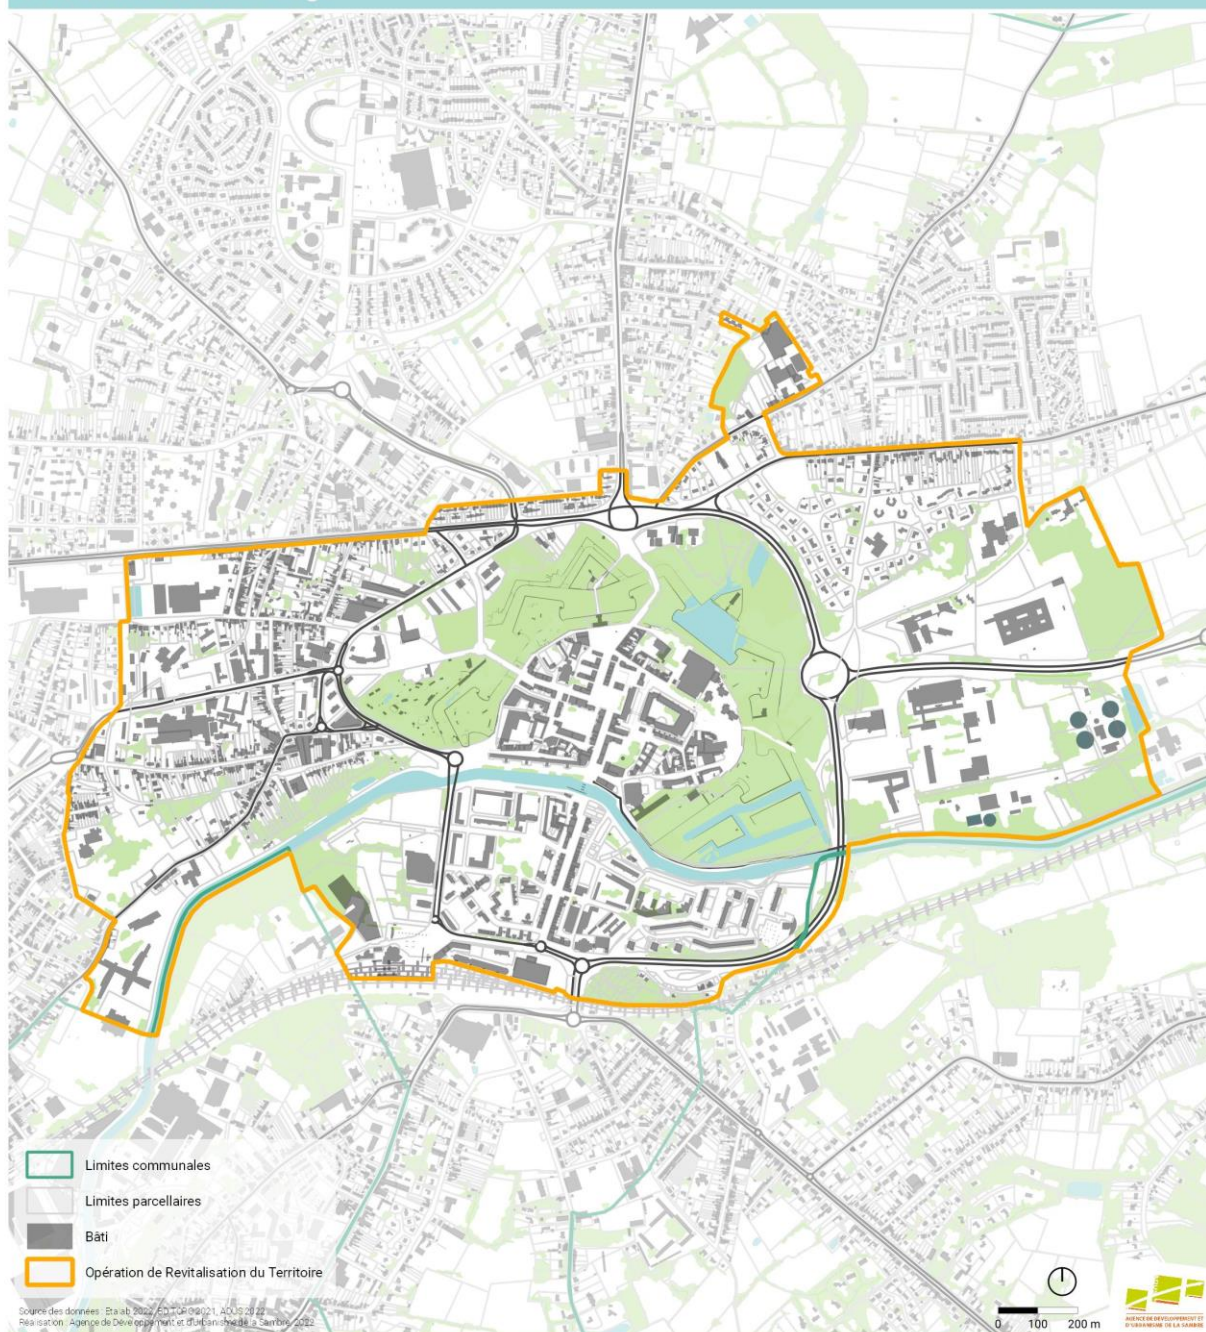 Limites communales
Limites parcellaires
Bâti
Opération de Revitalisation du Territoire
Source des données : Etalab 2022, BD TOPO 2021, ADUS 2022
Réalisation : Agence de Développement et d'Urbanisme de la Sambre, 2022
0 100 200 m
AGENCE DE DÉVELOPPEMENT ET
D'URBANISME DE LA SAMBRE